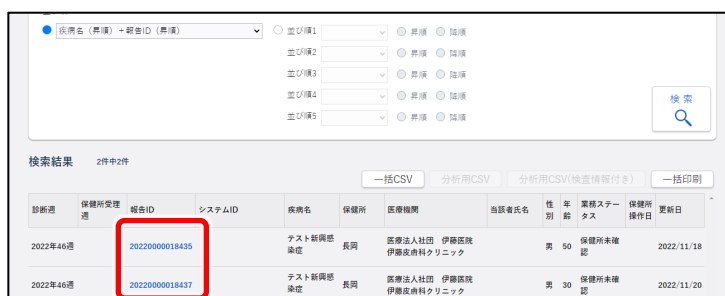 疾病名（昇順）+報告ID（昇順） 並び順1 昇順 降順
並び順2 昇順 降順
並び順3 昇順 降順
並び順4 昇順 降順
並び順5 昇順 降順
検 索
検索結果 2件中2件
一括CSV 分析用CSV 分析用CSV(検査情報付き) 一括印刷
診断週 保健所受理週 報告ID システムID 疾病名 保健所 医療機関 当該者氏名 性別 年齢 業務ステータス 保健所操作日 更新日
2022年46週 20220000018435 テスト新興感染症 長岡 医療法人社団 伊藤医院 伊藤皮膚科クリニック 男 50 保健所未確認 2022/11/18
2022年46週 20220000018437 テスト新興感染症 長岡 医療法人社団 伊藤医院 伊藤皮膚科クリニック 男 30 保健所未確認 2022/11/20